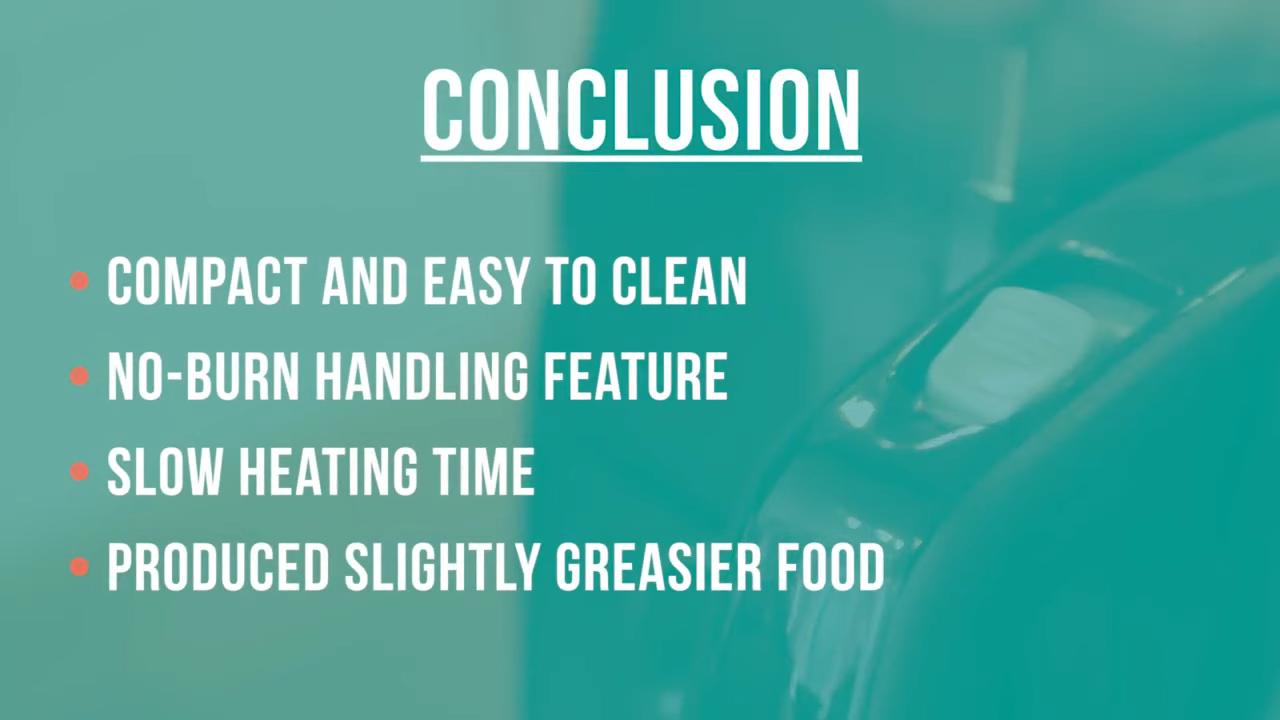 CONCLUSION
• COMPACT AND EASY TO CLEAN
• NO-BURN HANDLING FEATURE
• SLOW HEATING TIME
• PRODUCED SLIGHTLY GREASIER FOOD